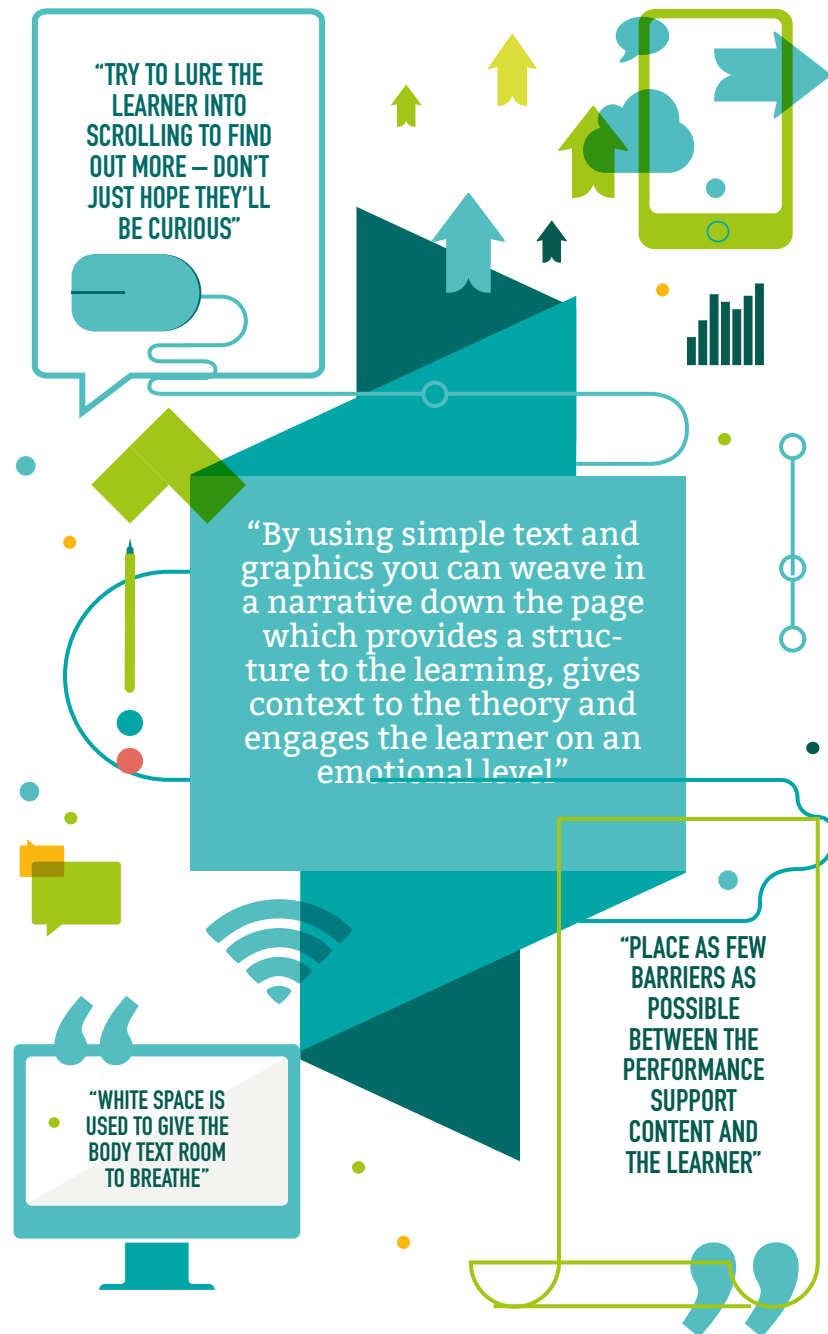 “TRY TO LURE THE
LEARNER INTO
SCROLLING TO FIND
OUT MORE – DON’T
JUST HOPE THEY’LL
BE CURIOUS”
“By using simple text and
graphics you can weave in
a narrative down the page
which provides a struc-
ture to the learning, gives
context to the theory and
engages the learner on an
emotional level”
“PLACE AS FEW
BARRIERS AS
POSSIBLE
BETWEEN THE
PERFORMANCE
SUPPORT
CONTENT AND
THE LEARNER”
“WHITE SPACE IS
USED TO GIVE THE
BODY TEXT ROOM
TO BREATHE”